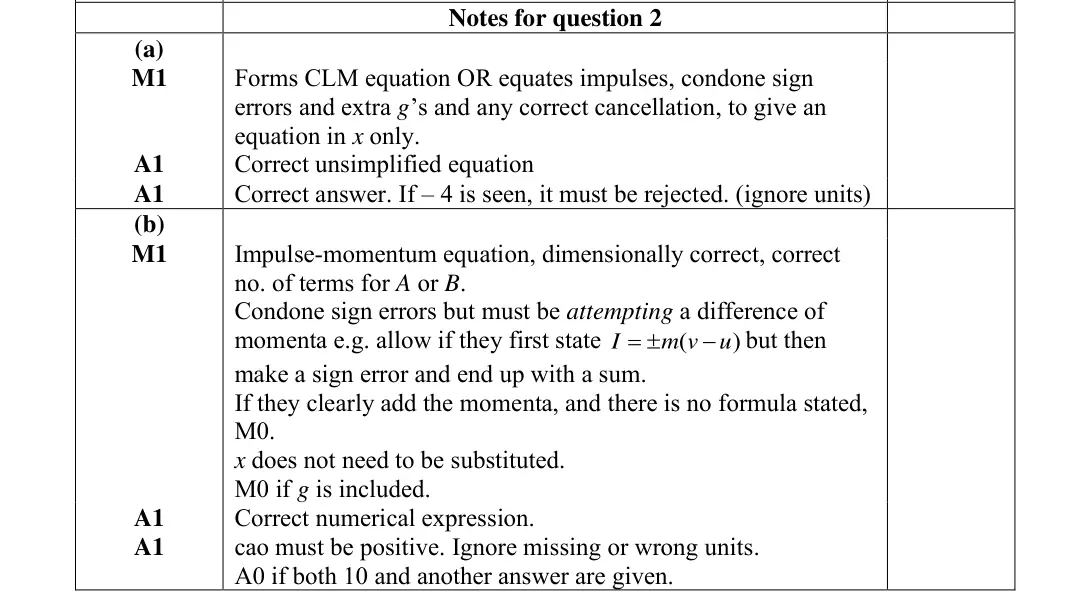 Notes for question 2
(a)
M1 Forms CLM equation OR equates impulses, condone sign
errors and extra g’s and any correct cancellation, to give an
equation in x only.
A1 Correct unsimplified equation
A1 Correct answer. If – 4 is seen, it must be rejected. (ignore units)
(b)
M1 Impulse-momentum equation, dimensionally correct, correct
no. of terms for A or B.
Condone sign errors but must be attempting a difference of
momenta e.g. allow if they first state I = ±m(v − u) but then
make a sign error and end up with a sum.
If they clearly add the momenta, and there is no formula stated,
M0.
x does not need to be substituted.
M0 if g is included.
A1 Correct numerical expression.
A1 cao must be positive. Ignore missing or wrong units.
A0 if both 10 and another answer are given.